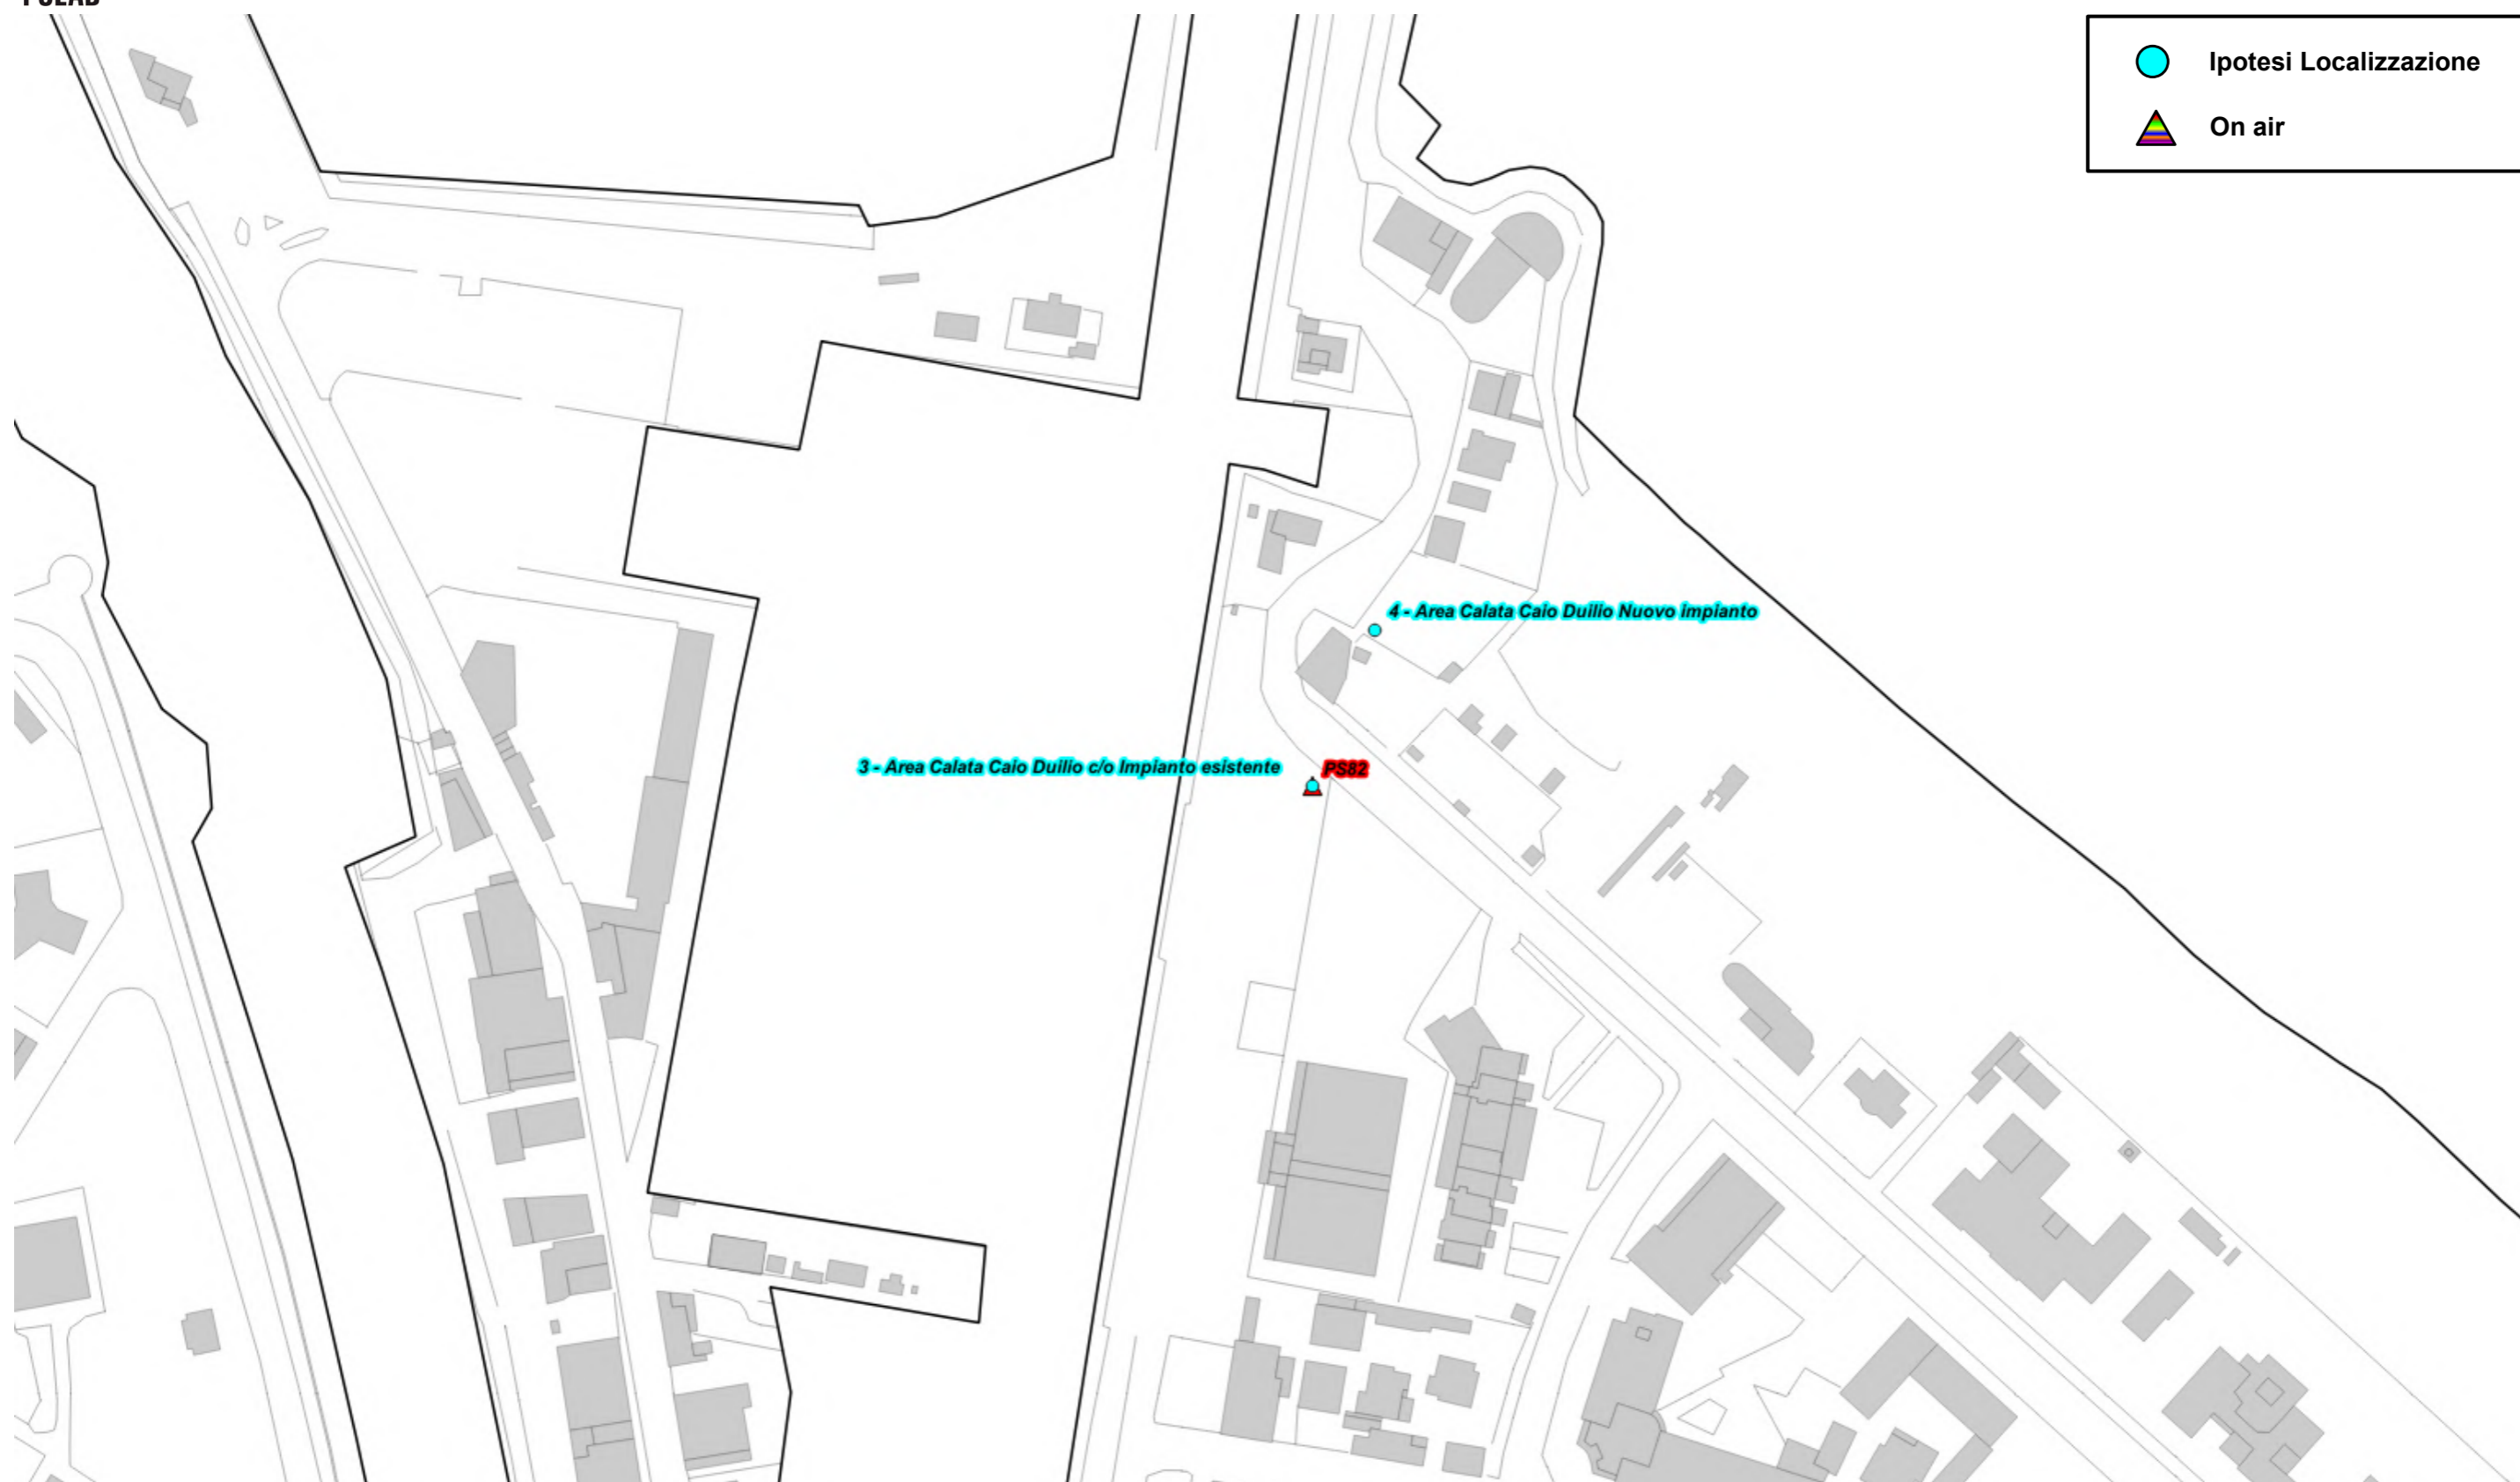 Ipotesi Localizzazione
On air
4 - Area Calata Caio Duilio Nuovo impianto
3 - Area Calata Caio Duilio c/o Impianto esistente
PS82